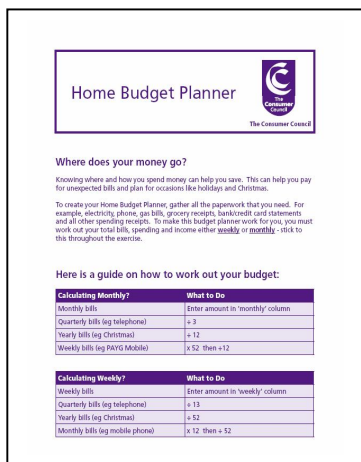 Home Budget Planner
The
Consumer
Council
The Consumer Council
Where does your money go?
Knowing where and how you spend money can help you save. This can help you pay
for unexpected bills and plan for occasions like holidays and Christmas.
To create your Home Budget Planner, gather all the paperwork that you need. For
example, electricity, phone, gas bills, grocery receipts, bank/credit card statements
and all other spending receipts. To make this budget planner work for you, you must
work out your total bills, spending and income either weekly or monthly - stick to
this throughout the exercise.
Here is a guide on how to work out your budget:
Calculating Monthly? What to Do
Monthly bills Enter amount in 'monthly' column
Quarterly bills (eg telephone) ÷ 3
Yearly bills (eg Christmas) ÷ 12
Weekly bills (eg PAYG Mobile) x 52 then ÷12
Calculating Weekly? What to Do
Weekly bills Enter amount in 'weekly' column
Quarterly bills (eg telephone) ÷ 13
Yearly bills (eg Christmas) ÷ 52
Monthly bills (eg mobile phone) x 12 then ÷ 52